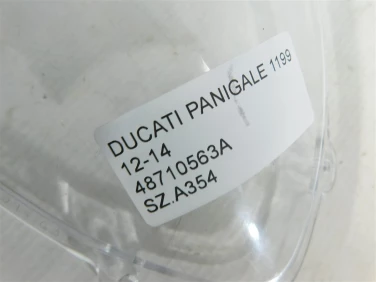 DUCATI PANIGALE 1199
12-14
48710563A
SZ.A354